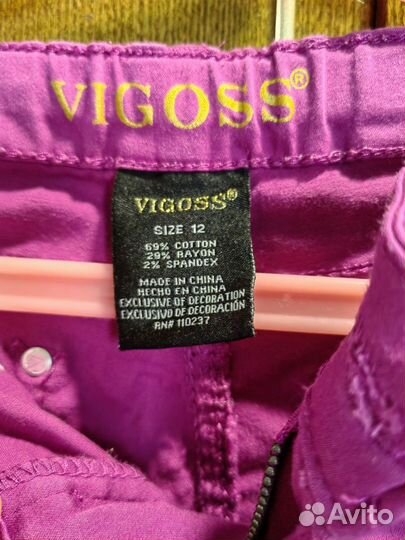 VIGOSS®
VIGOSS®
SIZE 12
69% COTTON
29% RAYON
2% SPANDEX
MADE IN CHINA
HECHO EN CHINA
EXCLUSIVE OF DECORATION
EXCLUSIVO DE DECORACIÓN
RN# 110237
Avito